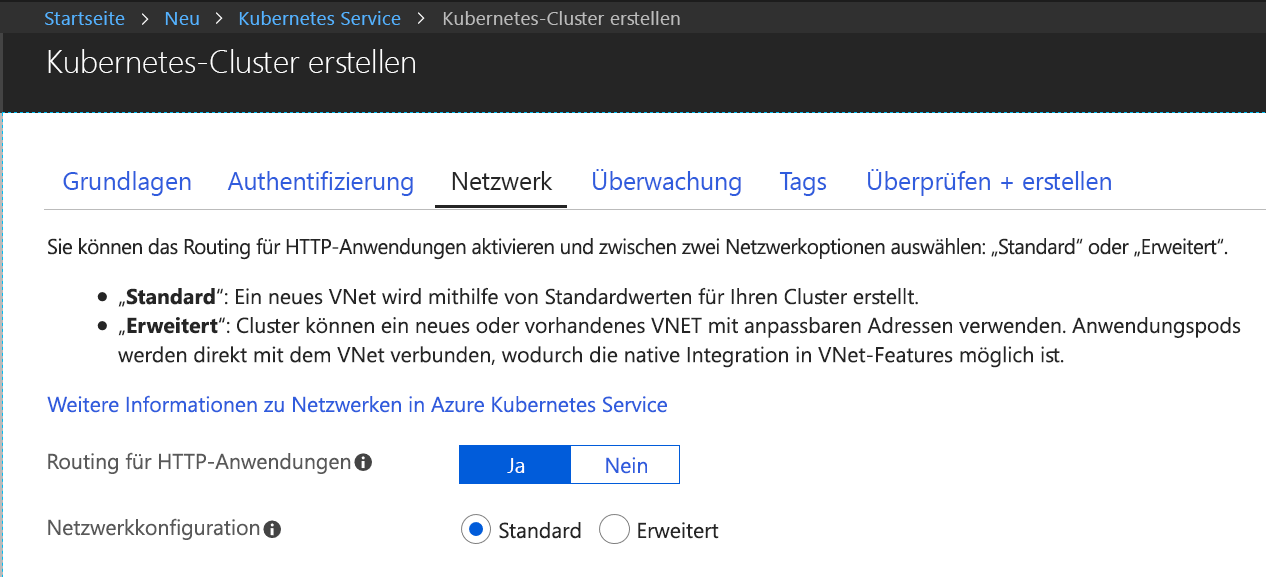 Startseite > Neu > Kubernetes Service > Kubernetes-Cluster erstellen
Kubernetes-Cluster erstellen
Grundlagen Authentifizierung Netzwerk Überwachung Tags Überprüfen + erstellen
Sie können das Routing für HTTP-Anwendungen aktivieren und zwischen zwei Netzwerkoptionen auswählen: „Standard“ oder „Erweitert“.
• „Standard“: Ein neues VNet wird mithilfe von Standardwerten für Ihren Cluster erstellt.
• „Erweitert“: Cluster können ein neues oder vorhandenes VNET mit anpassbaren Adressen verwenden. Anwendungspods
werden direkt mit dem VNet verbunden, wodurch die native Integration in VNet-Features möglich ist.
Weitere Informationen zu Netzwerken in Azure Kubernetes Service
Routing für HTTP-Anwendungen Ja Nein
Netzwerkkonfiguration Standard Erweitert